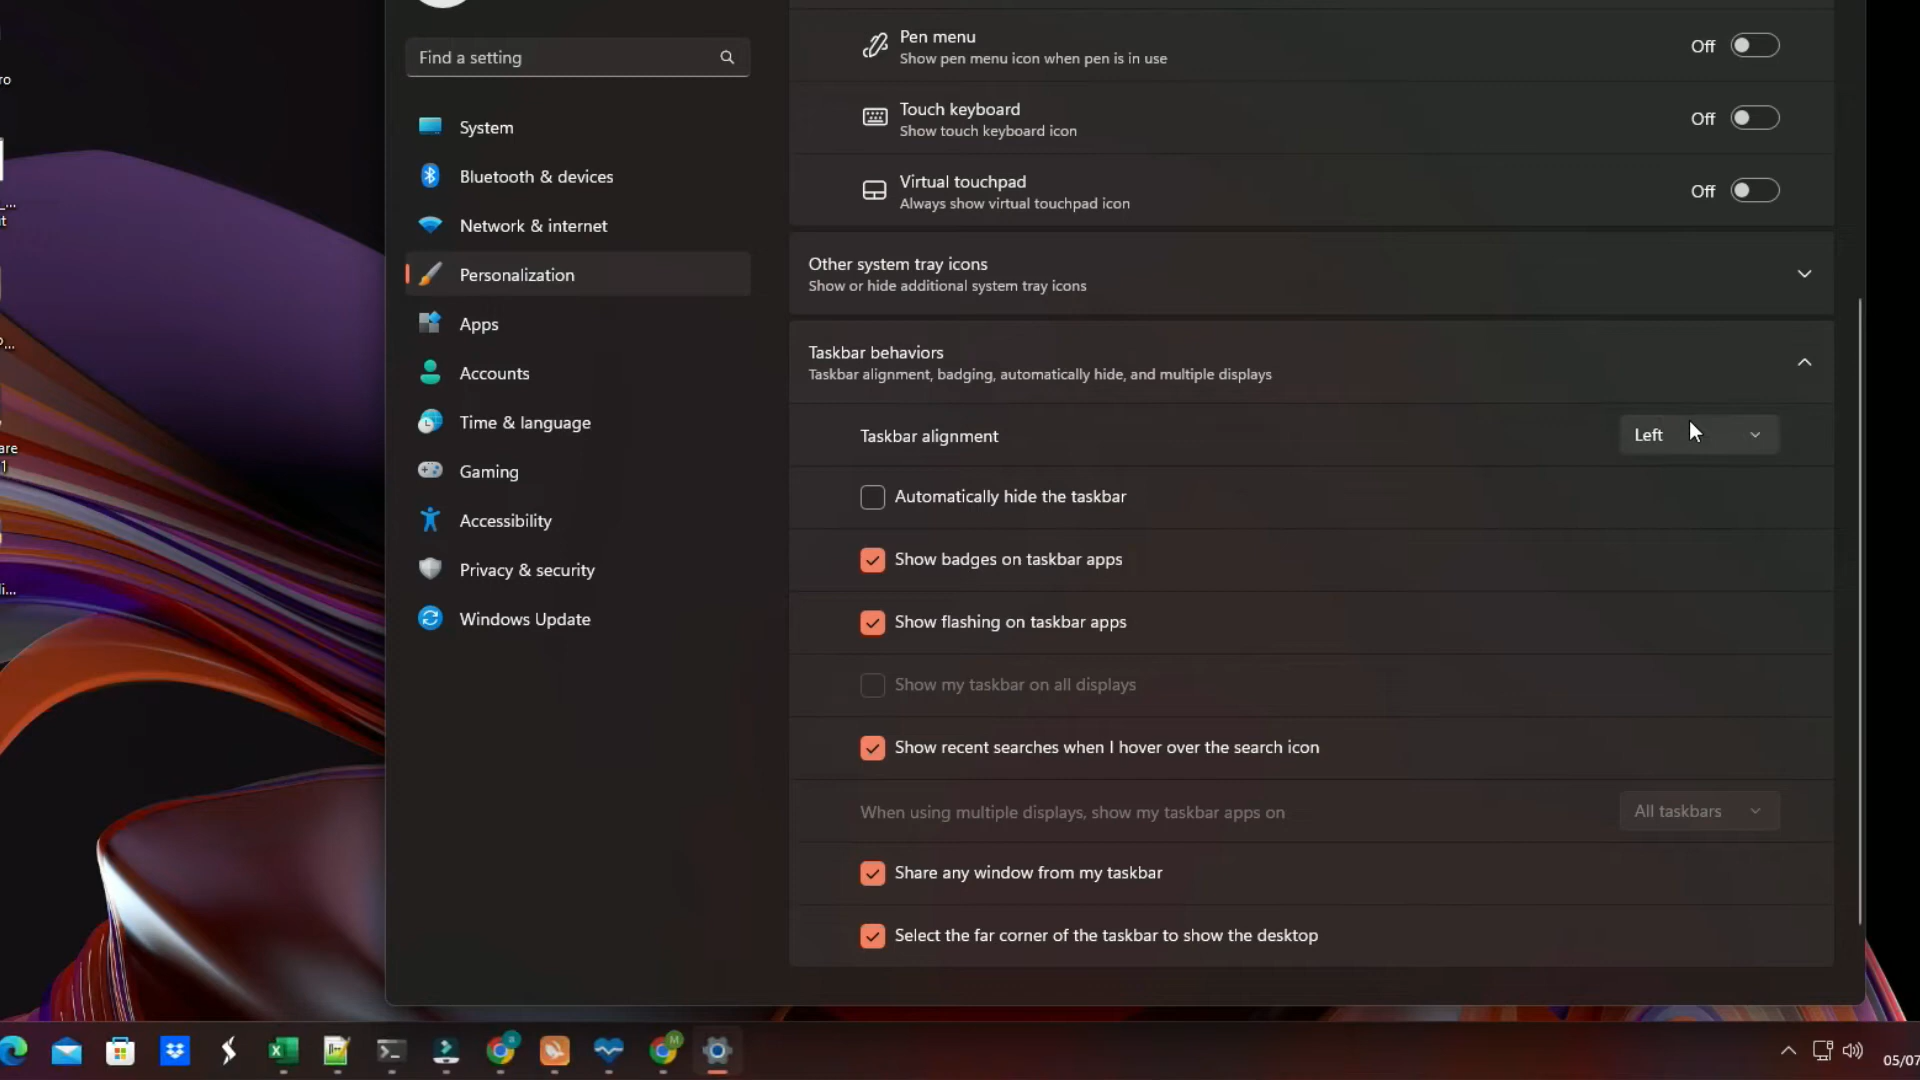 ro
_...
t
o...
are
1
i...
Find a setting
System
Bluetooth & devices
Network & internet
Personalization
Apps
Accounts
Time & language
Gaming
Accessibility
Privacy & security
Windows Update
Pen menu
Show pen menu icon when pen is in use
Off
Touch keyboard
Show touch keyboard icon
Off
Virtual touchpad
Always show virtual touchpad icon
Off
Other system tray icons
Show or hide additional system tray icons
Taskbar behaviors
Taskbar alignment, badging, automatically hide, and multiple displays
Taskbar alignment
Left
Automatically hide the taskbar
Show badges on taskbar apps
Show flashing on taskbar apps
Show my taskbar on all displays
Show recent searches when I hover over the search icon
When using multiple displays, show my taskbar apps on
All taskbars
Share any window from my taskbar
Select the far corner of the taskbar to show the desktop
a
M
05/07